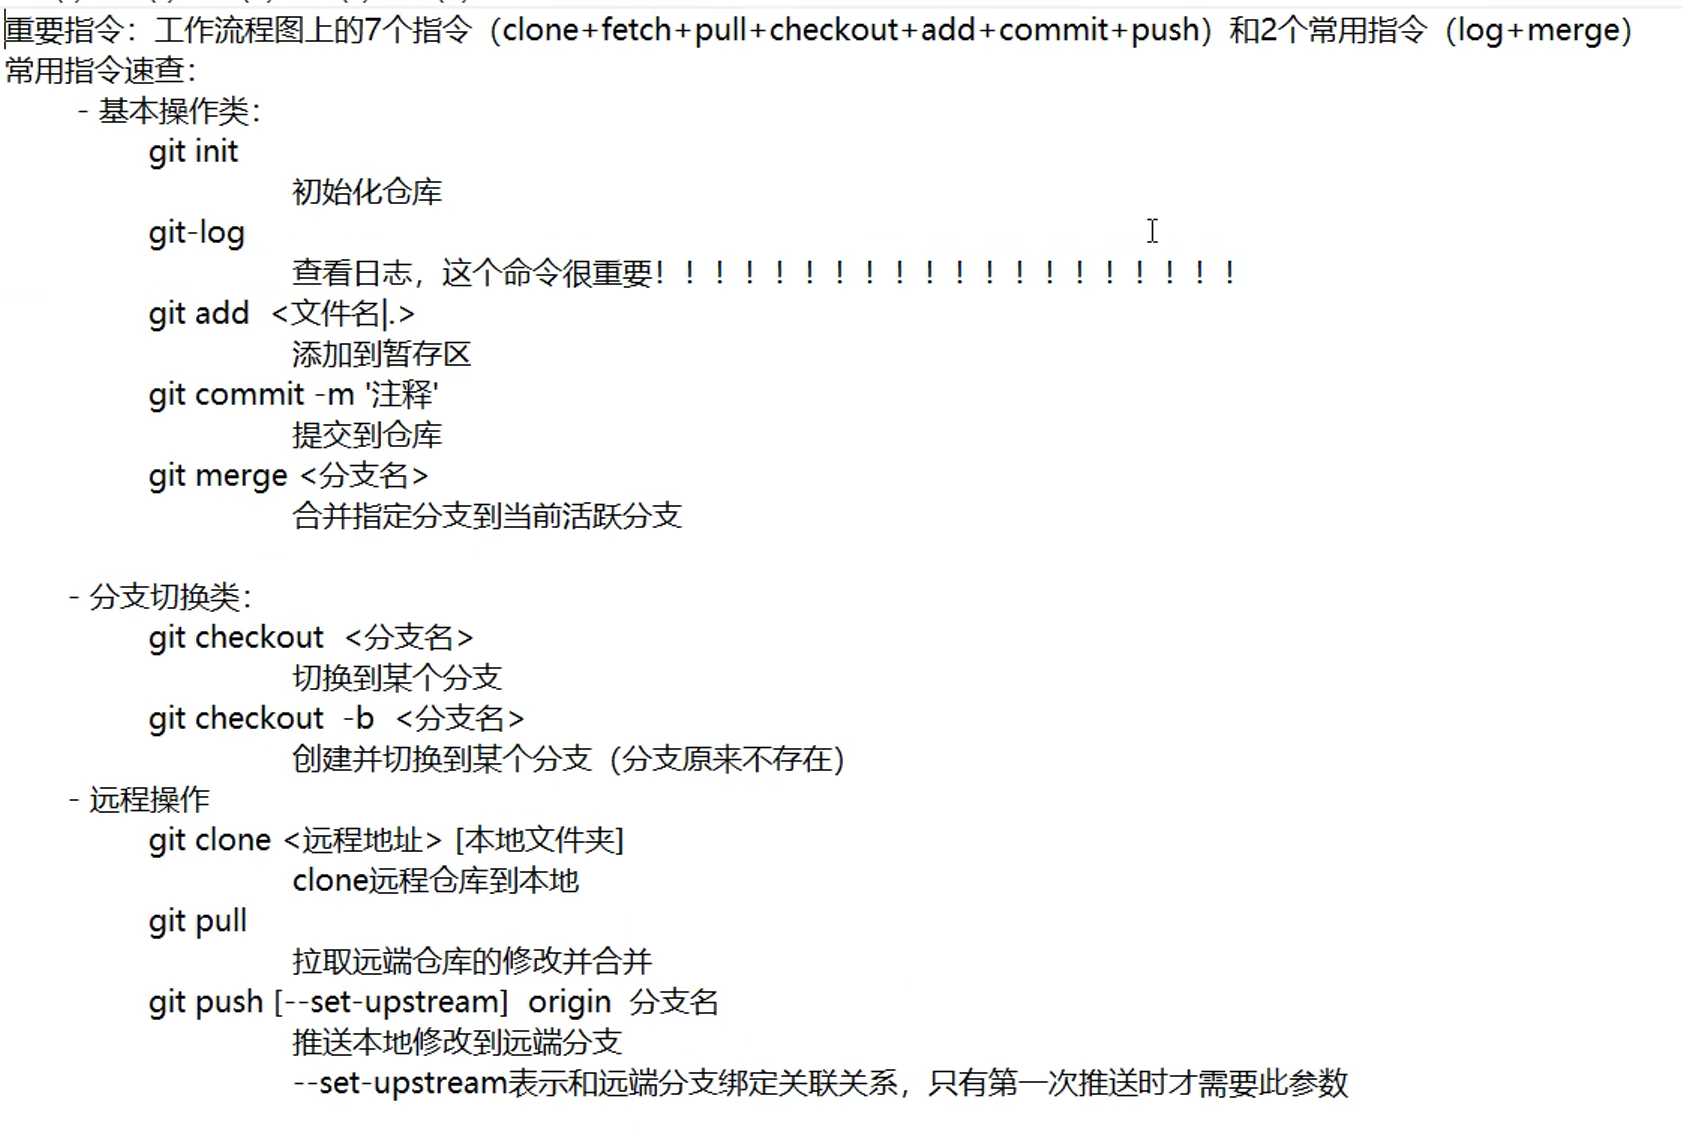 重要指令：工作流程图上的7个指令（clone+fetch+pull+checkout+add+commit+push）和2个常用指令（log+merge）
常用指令速查：
- 基本操作类：
git init
初始化仓库
git-log
查看日志，这个命令很重要！！！！！！！！！！！！！！！！！！！！
git add <文件名|.>
添加到暂存区
git commit -m '注释'
提交到仓库
git merge <分支名>
合并指定分支到当前活跃分支
- 分支切换类：
git checkout <分支名>
切换到某个分支
git checkout -b <分支名>
创建并切换到某个分支（分支原来不存在）
- 远程操作
git clone <远程地址> [本地文件夹]
clone远程仓库到本地
git pull
拉取远端仓库的修改并合并
git push [--set-upstream] origin 分支名
推送本地修改到远端分支
--set-upstream表示和远端分支绑定关联关系，只有第一次推送时才需要此参数